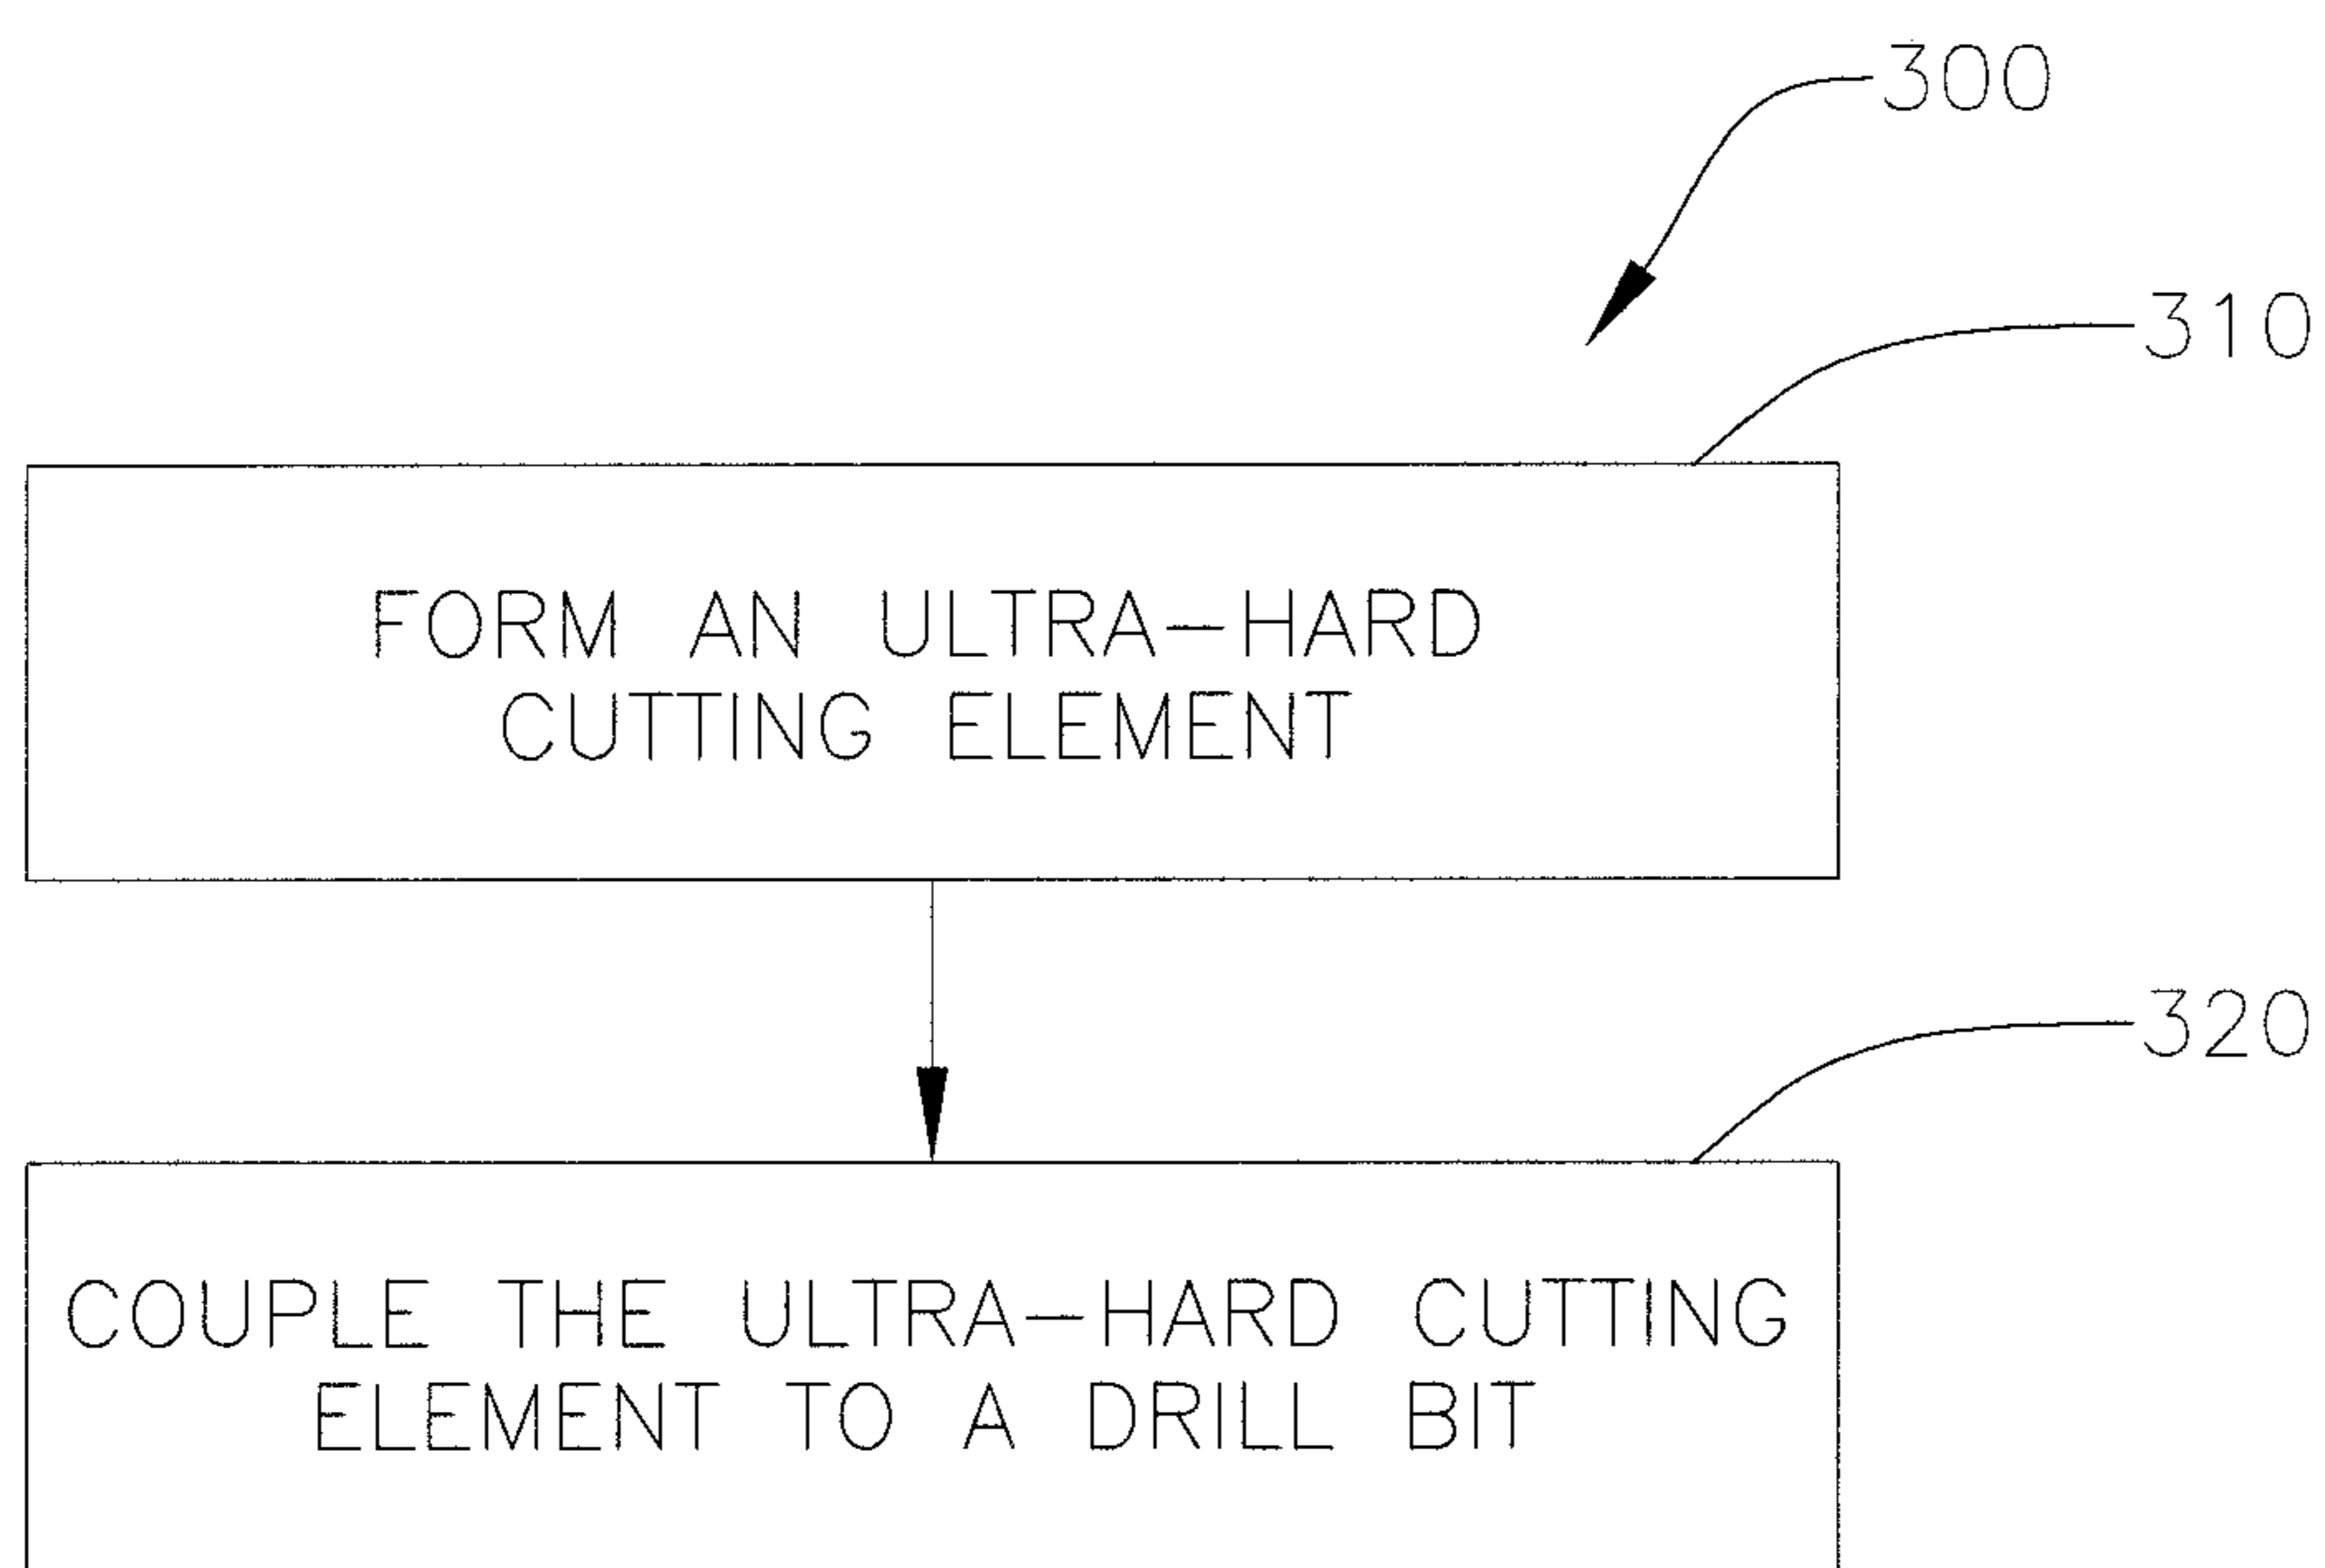 300
310
FORM AN ULTRA-HARD
CUTTING ELEMENT
320
COUPLE THE ULTRA-HARD CUTTING
ELEMENT TO A DRILL BIT